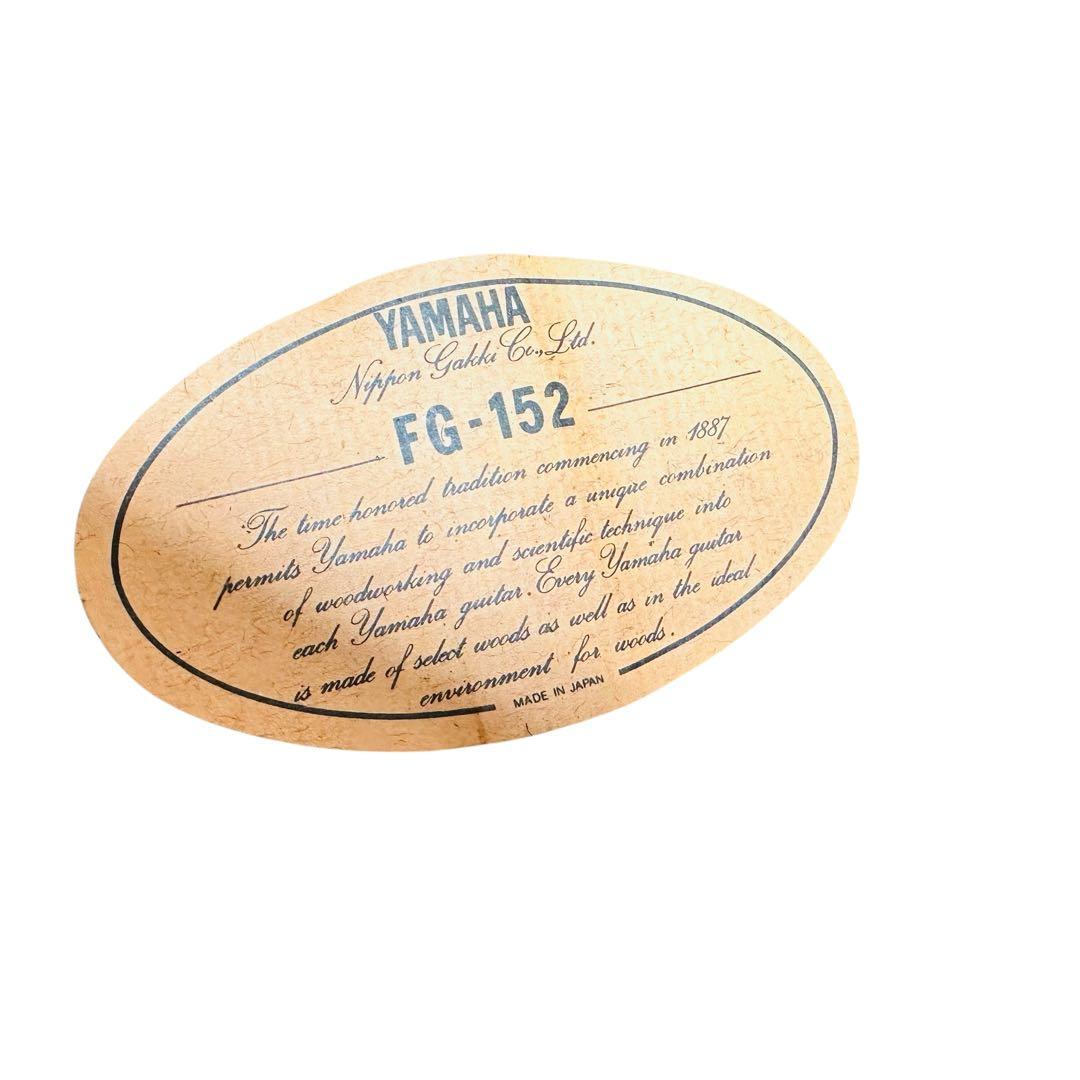 YAMAHA
Nippon Gakki Co., Ltd.
FG-152
The time-honored tradition commencing in 1887
permits Yamaha to incorporate a unique combination
of woodworking and scientific technique into
each Yamaha guitar. Every Yamaha guitar
is made of select woods as well as in the ideal
environment for woods.
MADE IN JAPAN